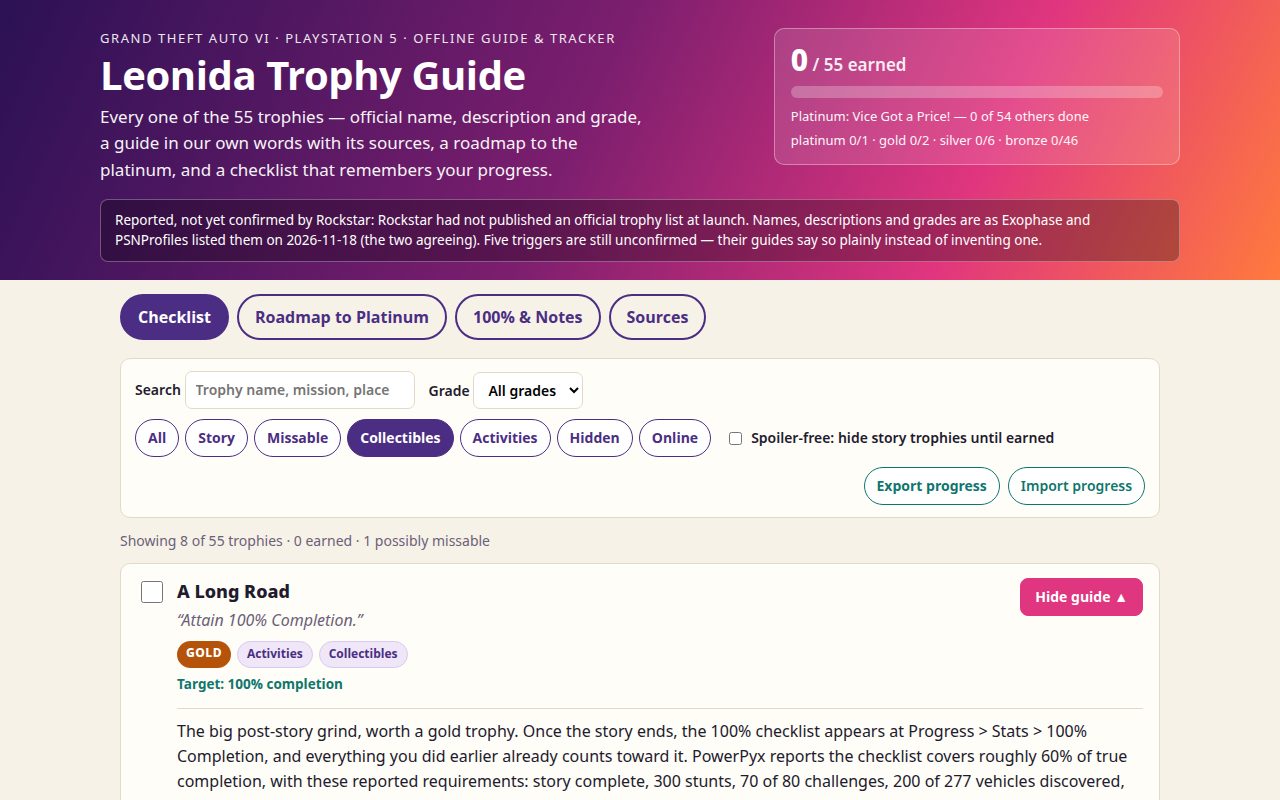 GRAND THEFT AUTO VI · PLAYSTATION 5 · OFFLINE GUIDE & TRACKER
Leonida Trophy Guide
Every one of the 55 trophies — official name, description and grade,
a guide in our own words with its sources, a roadmap to the
platinum, and a checklist that remembers your progress.
0 / 55 earned
Platinum: Vice Got a Price! — 0 of 54 others done
platinum 0/1 · gold 0/2 · silver 0/6 · bronze 0/46
Reported, not yet confirmed by Rockstar: Rockstar had not published an official trophy list at launch. Names, descriptions and grades are as Exophase and
PSNProfiles listed them on 2026-11-18 (the two agreeing). Five triggers are still unconfirmed — their guides say so plainly instead of inventing one.
Checklist Roadmap to Platinum 100% & Notes Sources
Search Trophy name, mission, place Grade All grades
All Story Missable Collectibles Activities Hidden Online Spoiler-free: hide story trophies until earned
Export progress Import progress
Showing 8 of 55 trophies · 0 earned · 1 possibly missable
A Long Road
Hide guide ▲
“Attain 100% Completion.”
GOLD Activities Collectibles
Target: 100% completion
The big post-story grind, worth a gold trophy. Once the story ends, the 100% checklist appears at Progress > Stats > 100%
Completion, and everything you did earlier already counts toward it. PowerPyx reports the checklist covers roughly 60% of true
completion, with these reported requirements: story complete, 300 stunts, 70 of 80 challenges, 200 of 277 vehicles discovered,